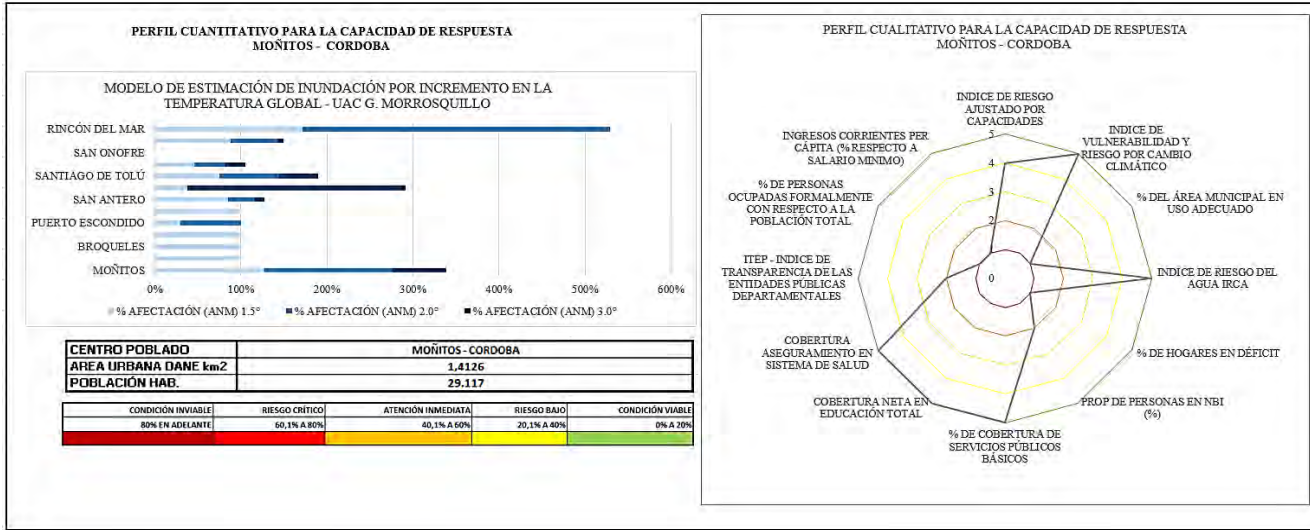 PERFIL CUANTITATIVO PARA LA CAPACIDAD DE RESPUESTA
MOÑITOS - CORDOBA
MODELO DE ESTIMACIÓN DE INUNDACIÓN POR INCREMENTO EN LA
TEMPERATURA GLOBAL - UAC G. MORROSQUILLO
RINCÓN DEL MAR
SAN ONOFRE
SANTIAGO DE TOLÚ
SAN ANTERO
PUERTO ESCONDIDO
BROQUELES
MOÑITOS
0% 100% 200% 300% 400% 500% 600%
% AFECTACIÓN (ANM) 1.5° % AFECTACIÓN (ANM) 2.0° % AFECTACIÓN (ANM) 3.0°
CENTRO POBLADO MOÑITOS - CORDOBA
AREA URBANA DANE km2 1,4126
POBLACIÓN HAB. 29.117
CONDICIÓN INVIABLE RIESGO CRÍTICO ATENCIÓN INMEDIATA RIESGO BAJO CONDICIÓN VIABLE
80% EN ADELANTE 60,1% A 80% 40,1% A 60% 20,1% A 40% 0% A 20%
PERFIL CUALITATIVO PARA LA CAPACIDAD DE RESPUESTA
MOÑITOS - CORDOBA
INDICE DE RIESGO
AJUSTADO POR
CAPACIDADES
INDICE DE
VULNERABILIDAD Y
RIESGO POR CAMBIO
CLIMÁTICO
% DEL ÁREA MUNICIPAL EN
USO ADECUADO
INDICE DE RIESGO DEL
AGUA IRCA
% DE HOGARES EN DÉFICIT
PROP DE PERSONAS EN NBI
(%)
% DE COBERTURA DE
SERVICIOS PÚBLICOS
BÁSICOS
COBERTURA NETA EN
EDUCACIÓN TOTAL
COBERTURA
ASEGURAMIENTO EN
SISTEMA DE SALUD
ITEP - INDICE DE
TRANSPARENCIA DE LAS
ENTIDADES PÚBLICAS
DEPARTAMENTALES
% DE PERSONAS
OCUPADAS FORMALMENTE
CON RESPECTO A LA
POBLACIÓN TOTAL
INGRESOS CORRIENTES PER
CÁPITA (% RESPECTO A
SALARIO MINIMO)
5
4
3
2
0